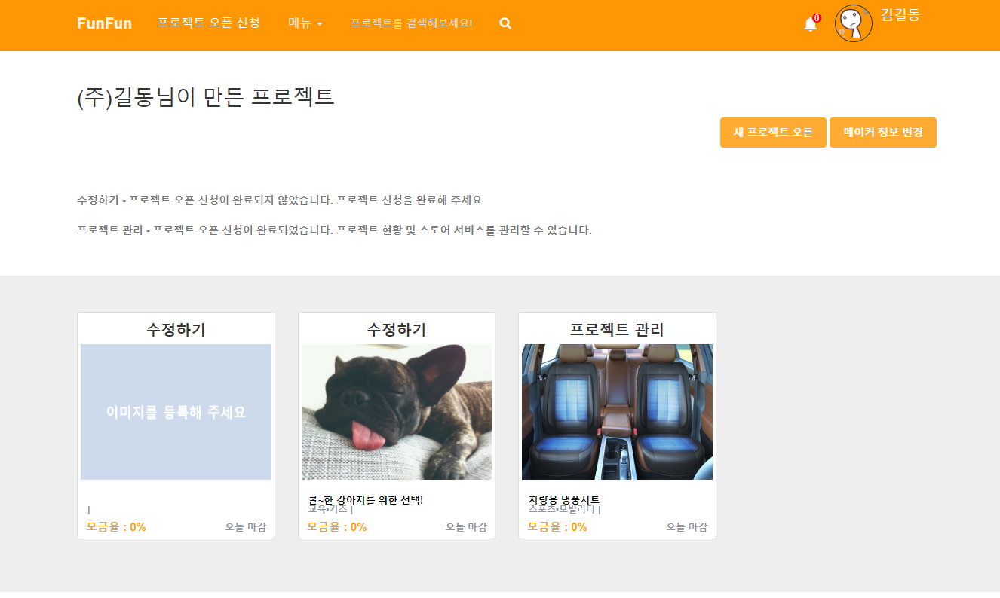 FunFun 프로젝트 오픈 신청 메뉴 프로젝트를 검색해보세요! 0 김길동
(주)길동님이 만든 프로젝트
새 프로젝트 오픈 메이커 정보 변경
수정하기 - 프로젝트 오픈 신청이 완료되지 않았습니다. 프로젝트 신청을 완료해 주세요
프로젝트 관리 - 프로젝트 오픈 신청이 완료되었습니다. 프로젝트 현황 및 스토어 서비스를 관리할 수 있습니다.
수정하기
이미지를 등록해 주세요
|
모금율 : 0% 오늘 마감
수정하기
쿨~한 강아지를 위한 선택!
교육•키즈 |
모금율 : 0% 오늘 마감
프로젝트 관리
차량용 냉풍시트
스포츠•모빌리티 |
모금율 : 0% 오늘 마감